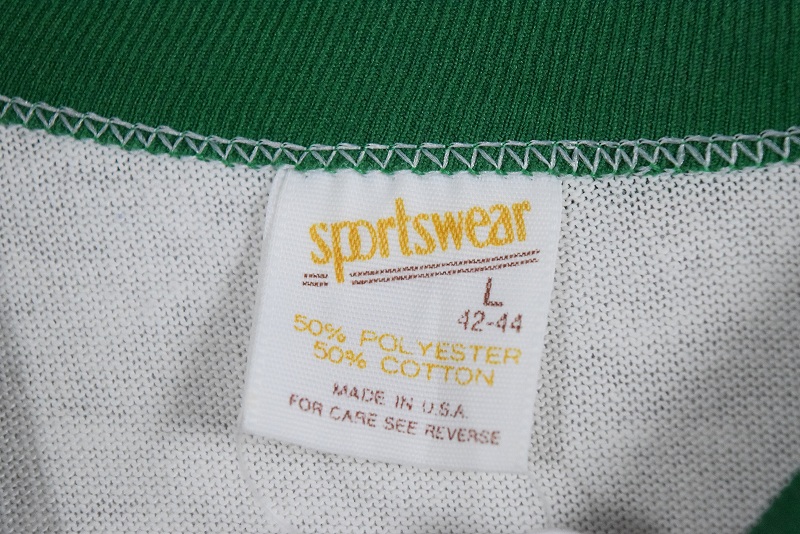 sportswear
L
42-44
50% POLYESTER
50% COTTON
MADE IN U.S.A.
FOR CARE SEE REVERSE